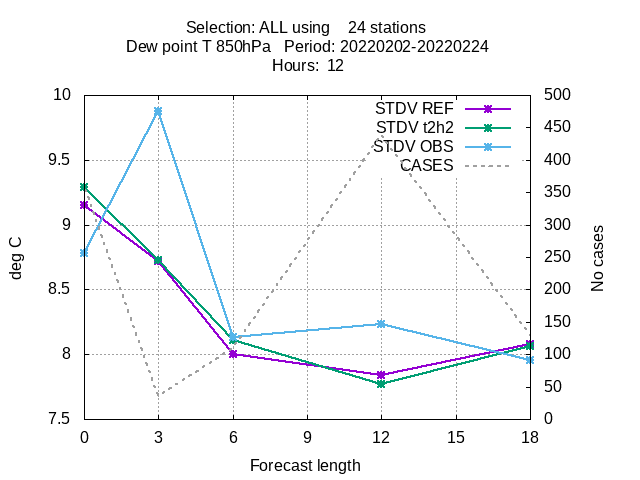 Selection: ALL using    24 stations
Dew point T 850hPa   Period: 20220202-20220224
Hours:  12
10
9.5
9
8.5
8
7.5
deg C
STDV REF
STDV t2h2
STDV OBS
CASES
500
450
400
350
300
250
200
150
100
50
0
No cases
0 3 6 9 12 15 18
Forecast length